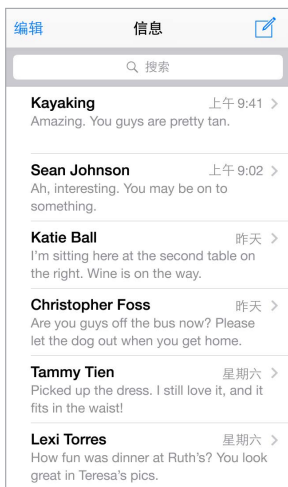 编辑 信息
搜索
Kayaking 上午 9:41
Amazing. You guys are pretty tan.
Sean Johnson 上午 9:02
Ah, interesting. You may be on to
something.
Katie Ball 昨天
I'm sitting here at the second table on
the right. Wine is on the way.
Christopher Foss 昨天
Are you guys off the bus now? Please
let the dog out when you get home.
Tammy Tien 星期六
Picked up the dress. I still love it, and it
fits in the waist!
Lexi Torres 星期六
How fun was dinner at Ruth's? You look
great in Teresa's pics.